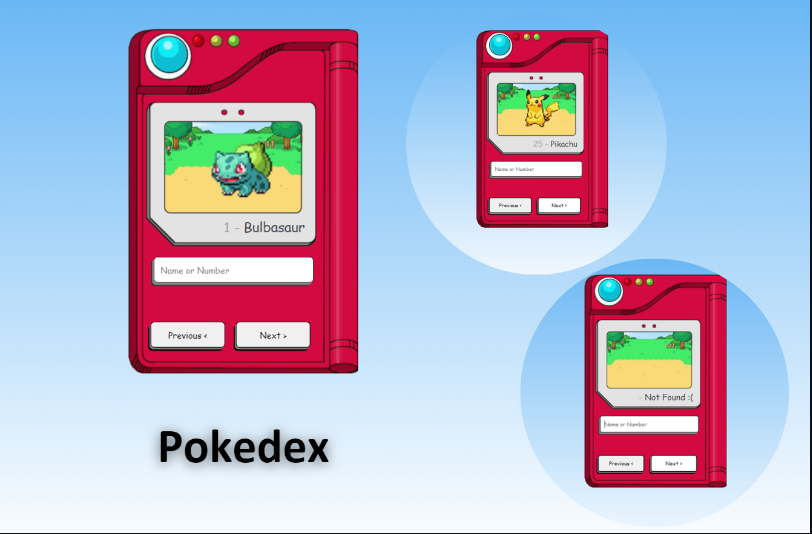 1 - Bulbasaur
Name or Number
Previous <
Next >
Pokedex
25 - Pikachu
Name or Number
Previous <
Next >
- Not Found :(
Name or Number
Previous <
Next >